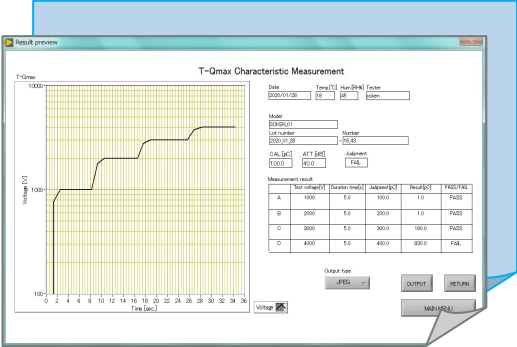 Result preview
T-Qmax Characteristic Measurement
T-Qmax
Date Temp[℃] Hum.[RH%] Tester
2020/01/28 18 45 soken
Model
SOKEN_01
Lot number Number
2020_01_28 - 16_43
CAL.[pC] ATT.[dB] Judgment
100.0 40.0 FAIL
Measurement result
Test voltage[V] Duration time[s] Judgment[pC] Result[pC] PASS/FAIL
A 1000 5.0 100.0 1.0 PASS
B 2000 5.0 200.0 1.0 PASS
C 3000 5.0 300.0 190.0 PASS
D 4000 5.0 400.0 830.0 FAIL
10000
1000
100
Voltage [V]
0 2 4 6 8 10 12 14 16 18 20 22 24 26 28 30 32 34 36
Time [sec.]
Voltage
Output type
JPEG
OUTPUT
RETURN
MAIN MENU